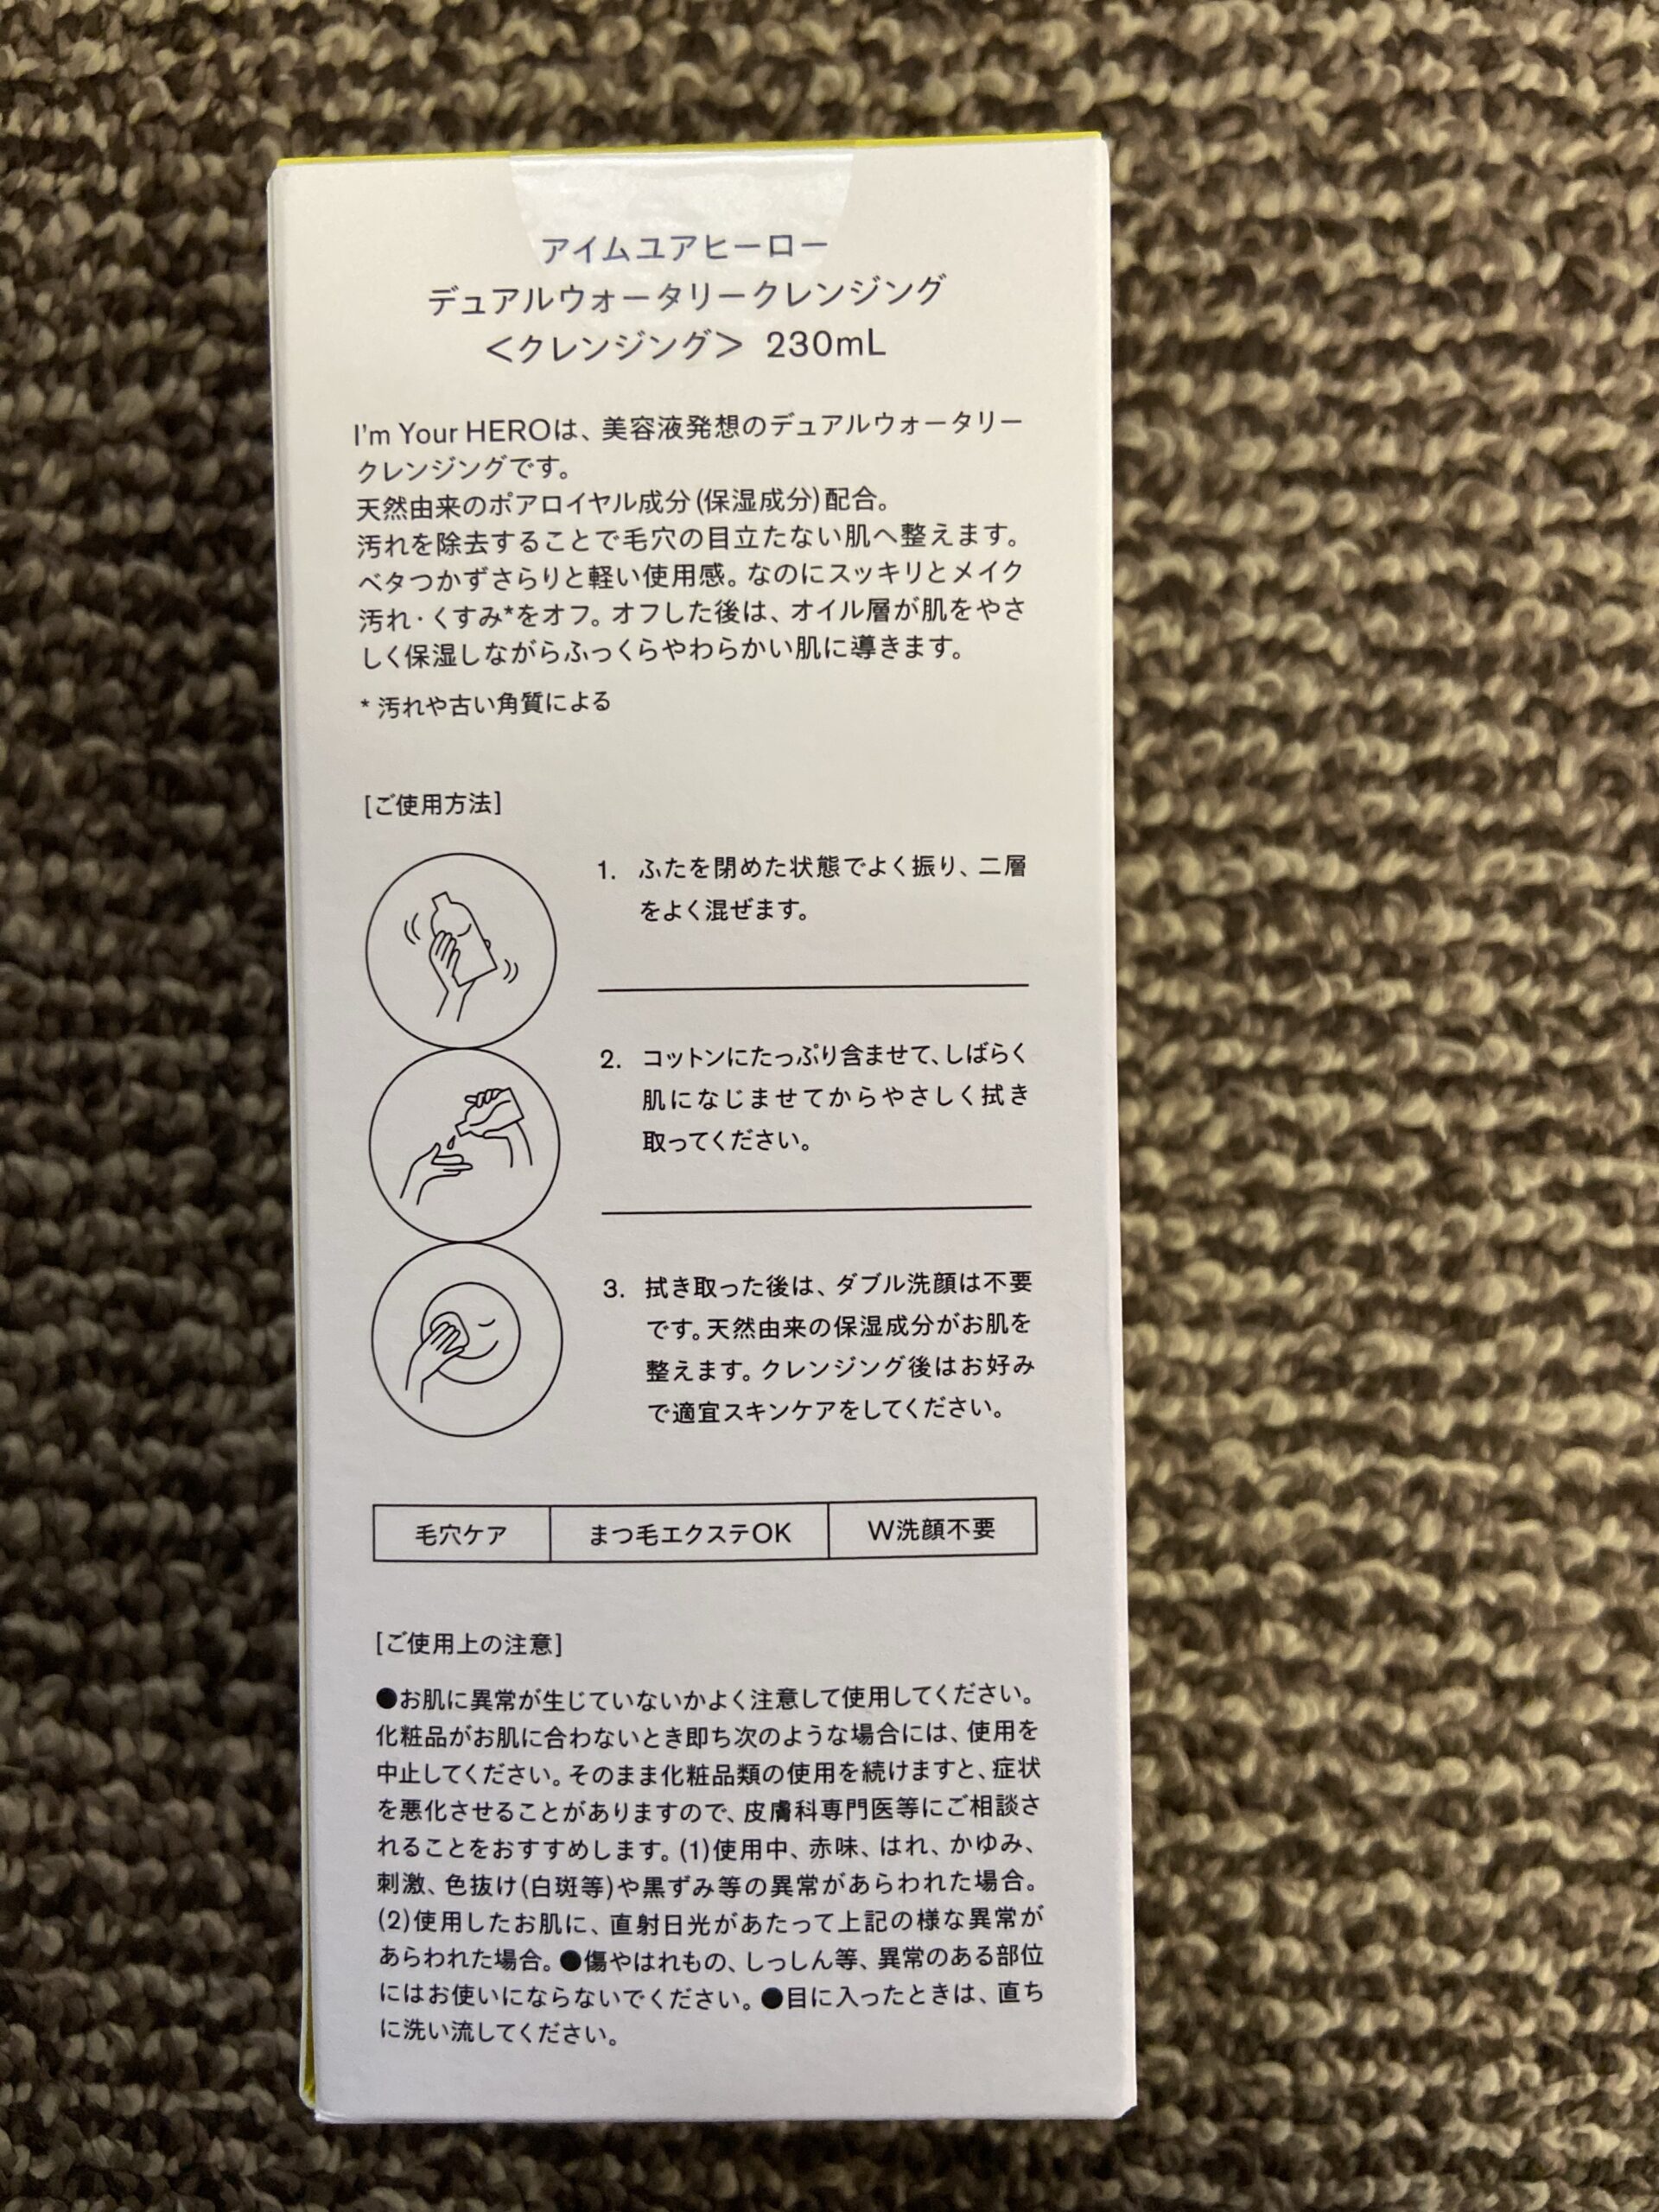 アイムユアヒーロー
デュアルウォータリークレンジング
＜クレンジング＞ 230mL
I'm Your HEROは、美容液発想のデュアルウォータリー
クレンジングです。
天然由来のポアロイヤル成分(保湿成分)配合。
汚れを除去することで毛穴の目立たない肌へ整えます。
ベタつかずさらりと軽い使用感。なのにスッキリとメイク
汚れ・くすみ*をオフ。オフした後は、オイル層が肌をやさ
しく保湿しながらふっくらやわらかい肌に導きます。
* 汚れや古い角質による
[ご使用方法]
1. ふたを閉めた状態でよく振り、二層
をよく混ぜます。
2. コットンにたっぷり含ませて、しばらく
肌になじませてからやさしく拭き
取ってください。
3. 拭き取った後は、ダブル洗顔は不要
です。天然由来の保湿成分がお肌を
整えます。クレンジング後はお好み
で適宜スキンケアをしてください。
毛穴ケア まつ毛エクステOK W洗顔不要
[ご使用上の注意]
●お肌に異常が生じていないかよく注意して使用してください。
化粧品がお肌に合わないとき即ち次のような場合には、使用を
中止してください。そのまま化粧品類の使用を続けますと、症状
を悪化させることがありますので、皮膚科専門医等にご相談さ
れることをおすすめします。(1)使用中、赤味、はれ、かゆみ、
刺激、色抜け(白斑等)や黒ずみ等の異常があらわれた場合。
(2)使用したお肌に、直射日光があたって上記の様な異常が
あらわれた場合。●傷やはれもの、しっしん等、異常のある部位
にはお使いにならないでください。●目に入ったときは、直ち
に洗い流してください。